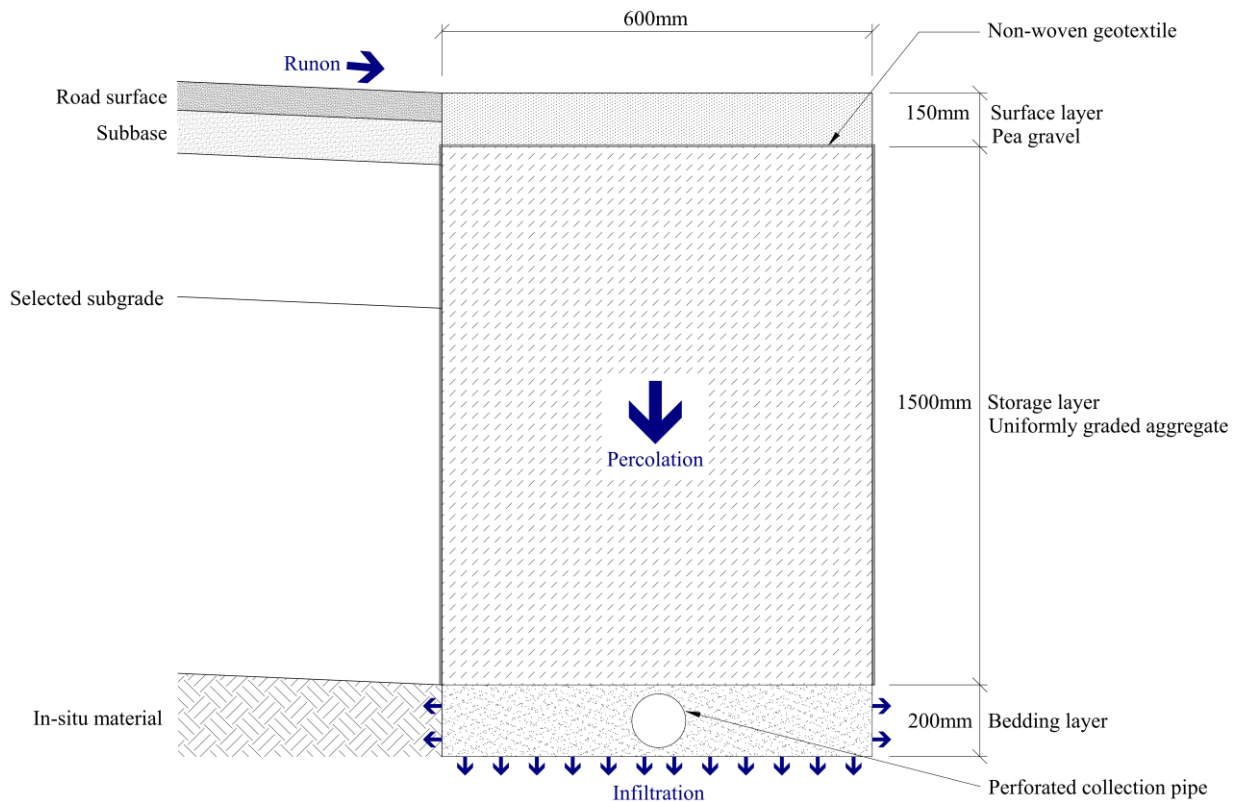 600mm
Non-woven geotextile
Runon
Road surface
150mm
Surface layer
Pea gravel
Subbase
Selected subgrade
1500mm
Storage layer
Uniformly graded aggregate
Percolation
In-situ material
200mm
Bedding layer
Infiltration
Perforated collection pipe